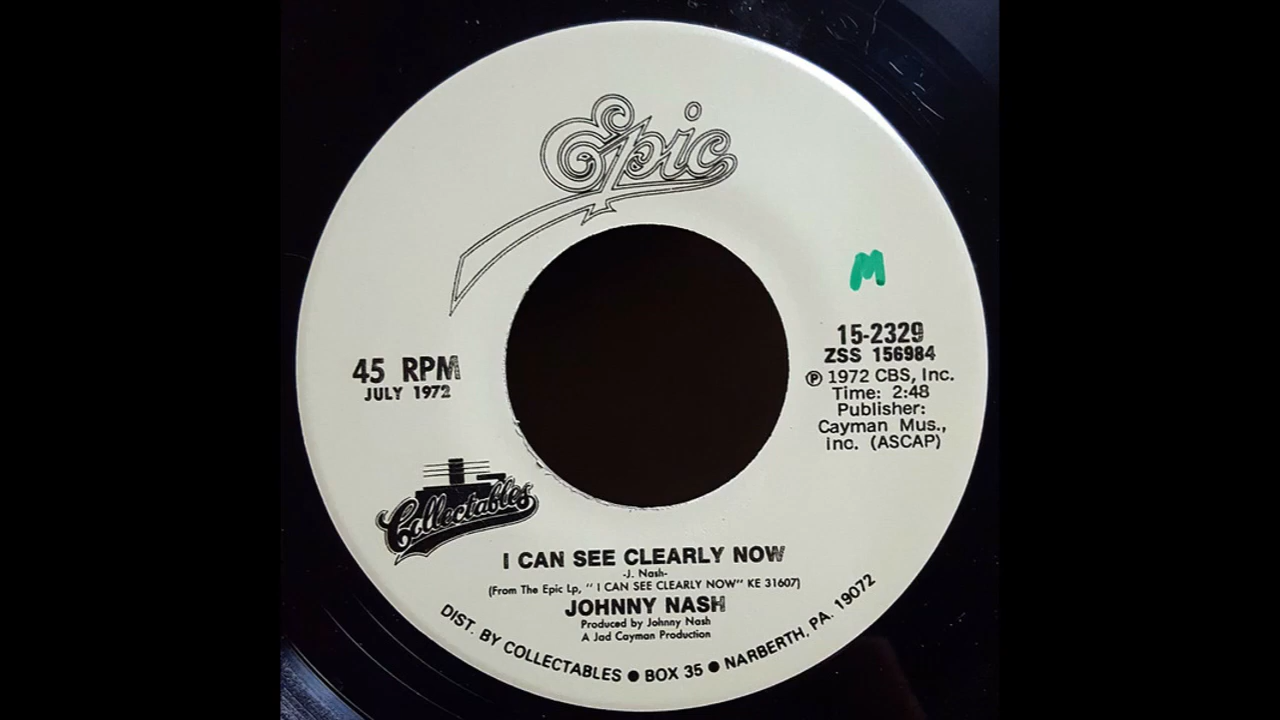 Epic
M
15-2329
ZSS 156984
℗ 1972 CBS, Inc.
Time: 2:48
Publisher:
Cayman Mus.,
Inc. (ASCAP)
45 RPM
JULY 1972
Collectables
I CAN SEE CLEARLY NOW
-J. Nash-
(From The Epic Lp, " I CAN SEE CLEARLY NOW" KE 31607)
JOHNNY NASH
Produced by Johnny Nash
A Jad Cayman Production
DIST. BY COLLECTABLES ● BOX 35 ● NARBERTH, PA. 19072